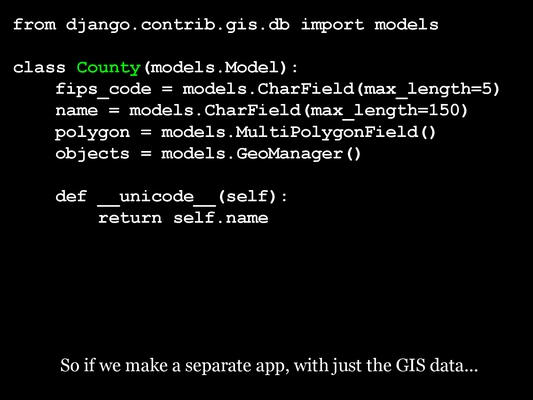 from django.contrib.gis.db import models
class County(models.Model):
    fips_code = models.CharField(max_length=5)
    name = models.CharField(max_length=150)
    polygon = models.MultiPolygonField()
    objects = models.GeoManager()
    def __unicode__(self):
        return self.name
So if we make a separate app, with just the GIS data...